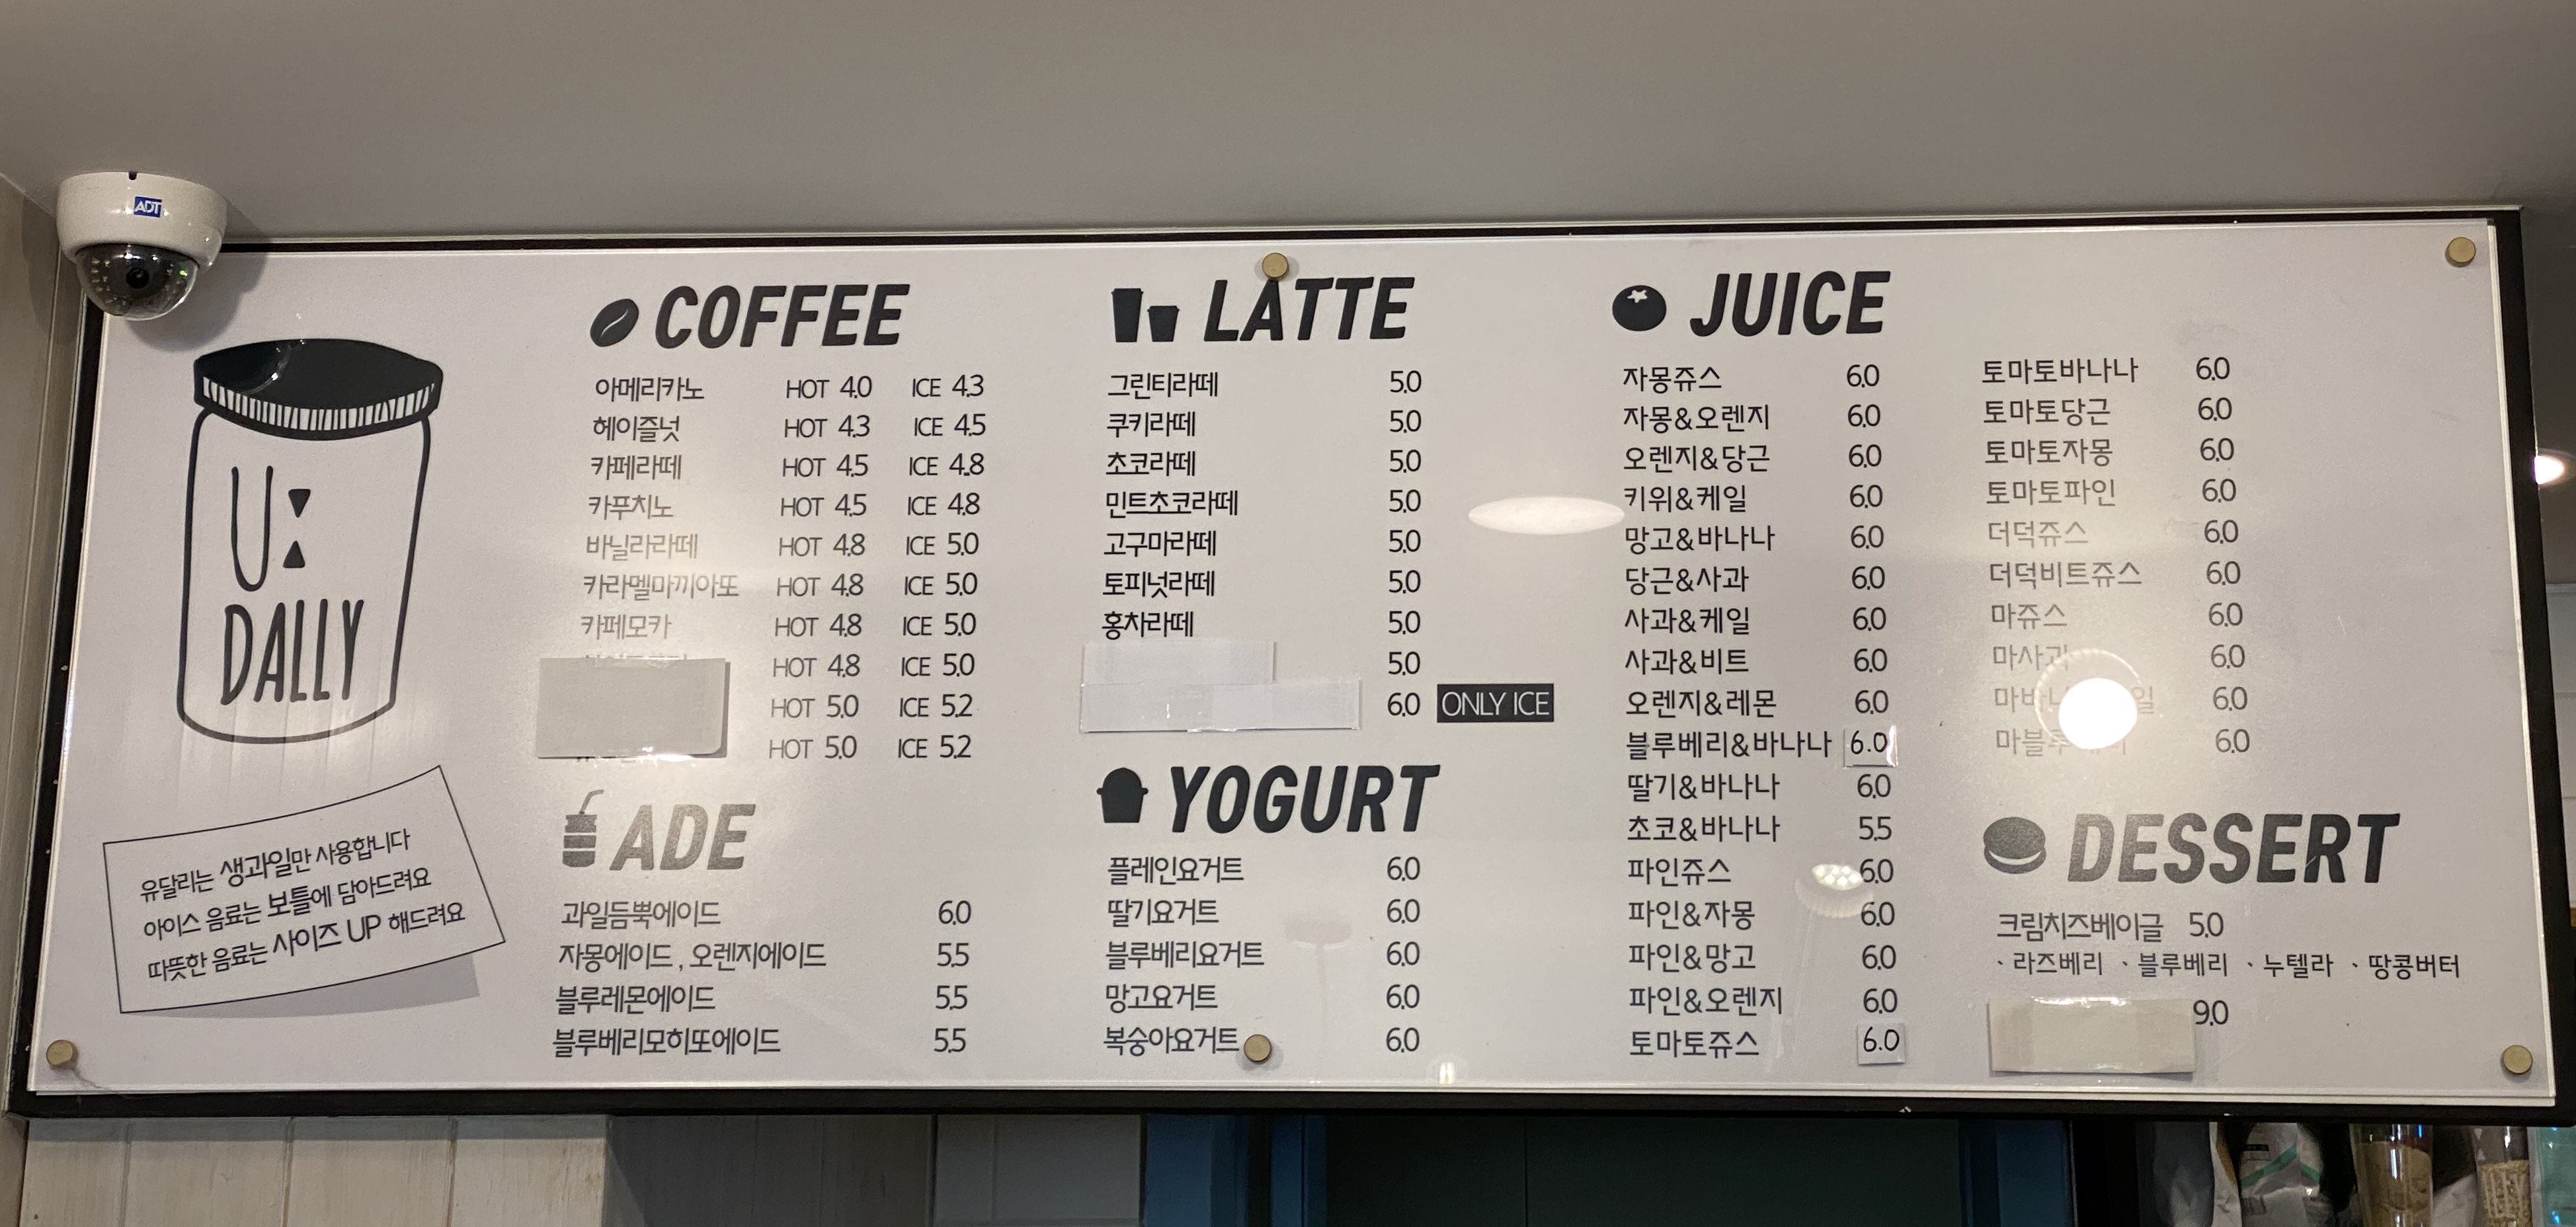 ADT
U:
DALLY
유달리는 생과일만 사용합니다
아이스 음료는 보틀에 담아드려요
따뜻한 음료는 사이즈 UP 해드려요
COFFEE
아메리카노 HOT 4.0 ICE 4.3
헤이즐넛 HOT 4.3 ICE 4.5
카페라떼 HOT 4.5 ICE 4.8
카푸치노 HOT 4.5 ICE 4.8
바닐라라떼 HOT 4.8 ICE 5.0
카라멜마끼아또 HOT 4.8 ICE 5.0
카페모카 HOT 4.8 ICE 5.0
HOT 4.8 ICE 5.0
HOT 5.0 ICE 5.2
HOT 5.0 ICE 5.2
ADE
과일듬뿍에이드 6.0
자몽에이드 , 오렌지에이드 5.5
블루레몬에이드 5.5
블루베리모히또에이드 5.5
LATTE
그린티라떼 5.0
쿠키라떼 5.0
초코라떼 5.0
민트초코라떼 5.0
고구마라떼 5.0
토피넛라떼 5.0
홍차라떼 5.0
5.0
6.0 ONLY ICE
YOGURT
플레인요거트 6.0
딸기요거트 6.0
블루베리요거트 6.0
망고요거트 6.0
복숭아요거트 6.0
JUICE
자몽쥬스 6.0
자몽&오렌지 6.0
오렌지&당근 6.0
키위&케일 6.0
망고&바나나 6.0
당근&사과 6.0
사과&케일 6.0
사과&비트 6.0
오렌지&레몬 6.0
블루베리&바나나 6.0
딸기&바나나 6.0
초코&바나나 5.5
파인쥬스 6.0
파인&자몽 6.0
파인&망고 6.0
파인&오렌지 6.0
토마토쥬스 6.0
토마토바나나 6.0
토마토당근 6.0
토마토자몽 6.0
토마토파인 6.0
더덕쥬스 6.0
더덕비트쥬스 6.0
마쥬스 6.0
마사과 6.0
6.0
6.0
DESSERT
크림치즈베이글 5.0
· 라즈베리 · 블루베리 · 누텔라 · 땅콩버터
9.0